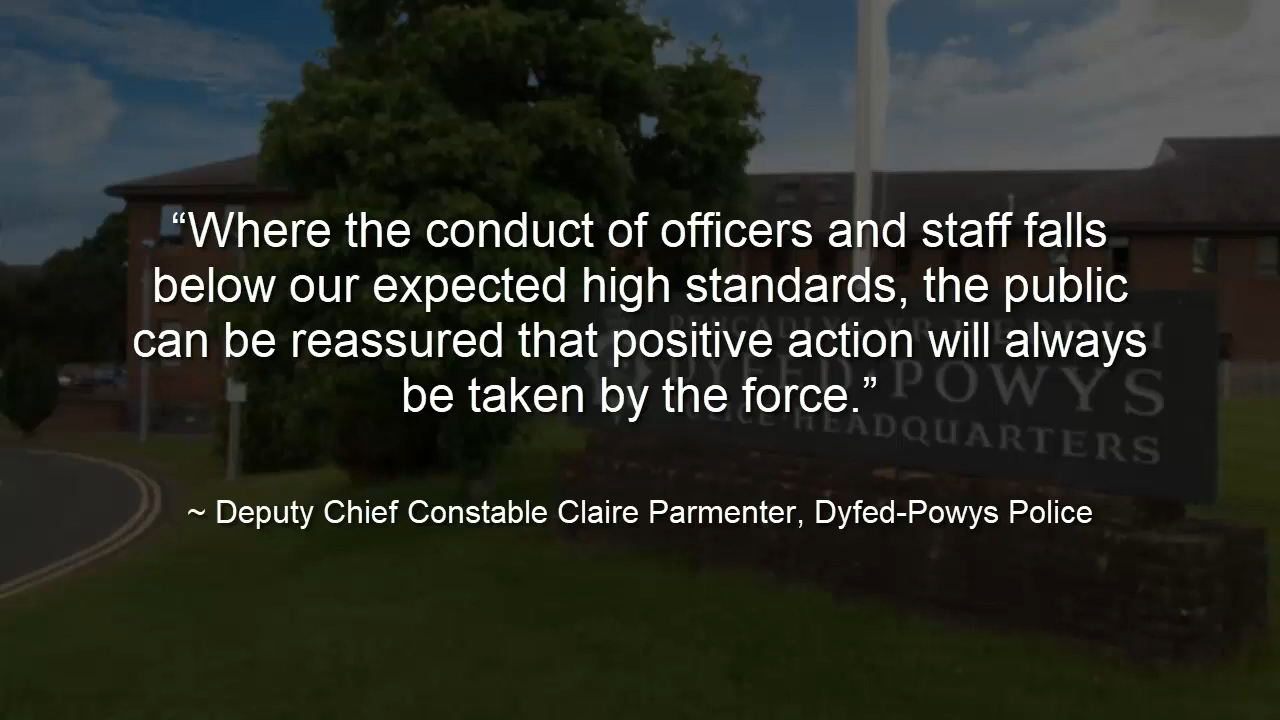 “Where the conduct of officers and staff falls
below our expected high standards, the public
can be reassured that positive action will always
be taken by the force.”
~ Deputy Chief Constable Claire Parmenter, Dyfed-Powys Police
DYFED-POWYS
POLICE HEADQUARTERS